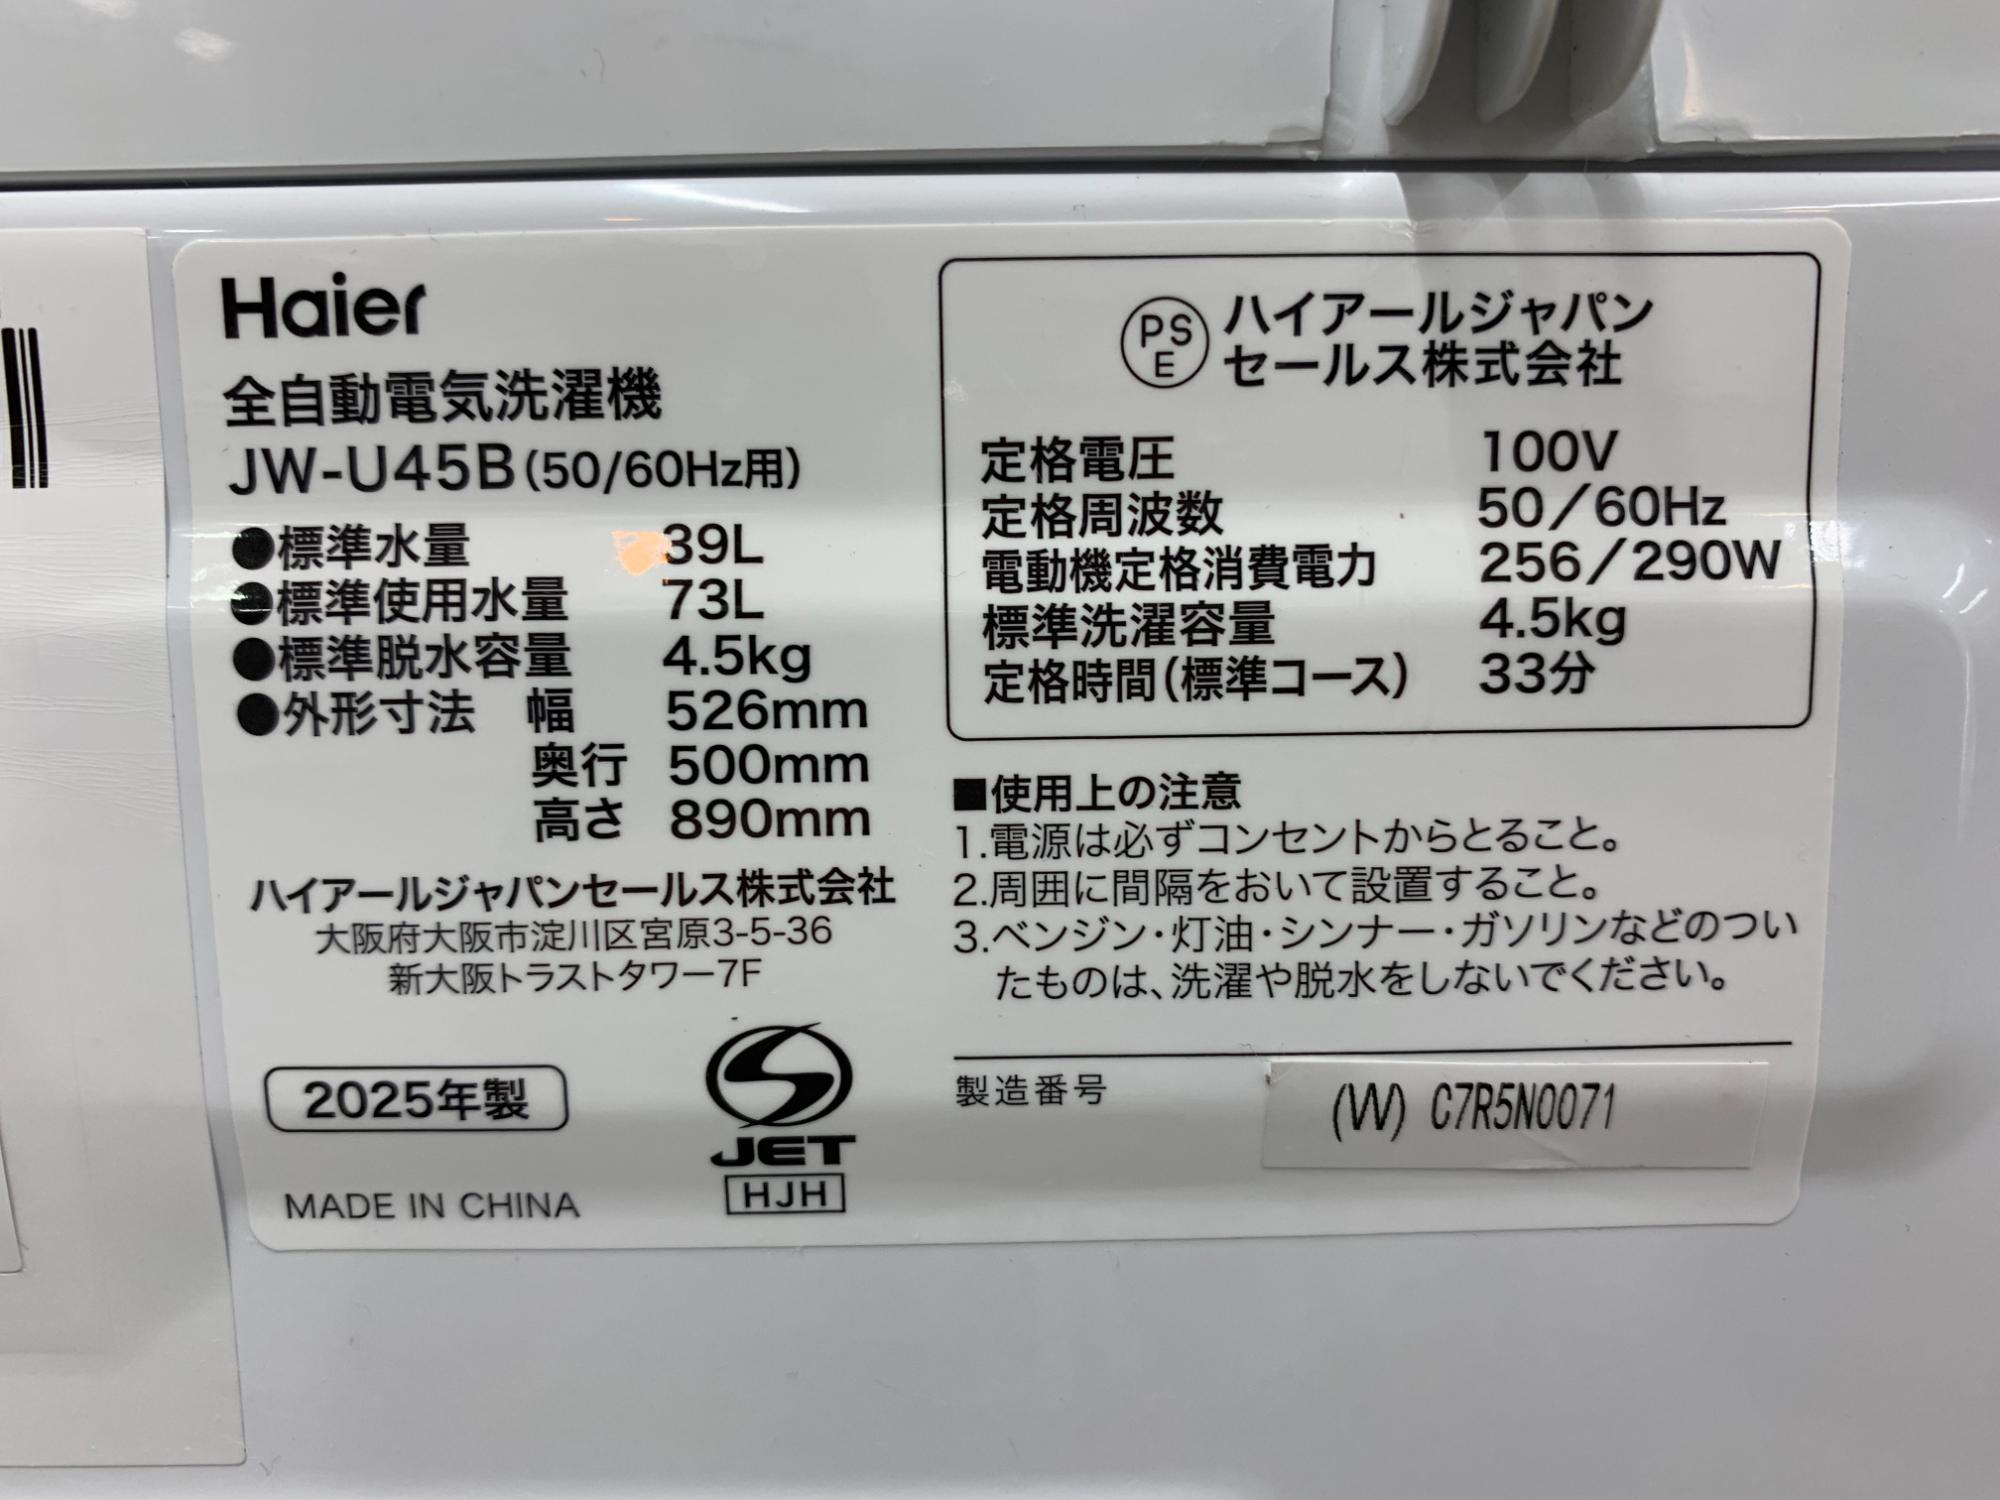 Haier
全自動電気洗濯機
JW-U45B(50/60Hz用)
●標準水量 39L
●標準使用水量 73L
●標準脱水容量 4.5kg
●外形寸法 幅 526mm
奥行 500mm
高さ 890mm
ハイアールジャパンセールス株式会社
大阪府大阪市淀川区宮原3-5-36
新大阪トラストタワー7F
2025年製
MADE IN CHINA
JET
HJH
PS
E
ハイアールジャパン
セールス株式会社
定格電圧 100V
定格周波数 50/60Hz
電動機定格消費電力 256/290W
標準洗濯容量 4.5kg
定格時間(標準コース) 33分
■使用上の注意
1.電源は必ずコンセントからとること。
2.周囲に間隔をおいて設置すること。
3.ベンジン・灯油・シンナー・ガソリンなどのつい
たものは、洗濯や脱水をしないでください。
製造番号 (W) C7R5N0071